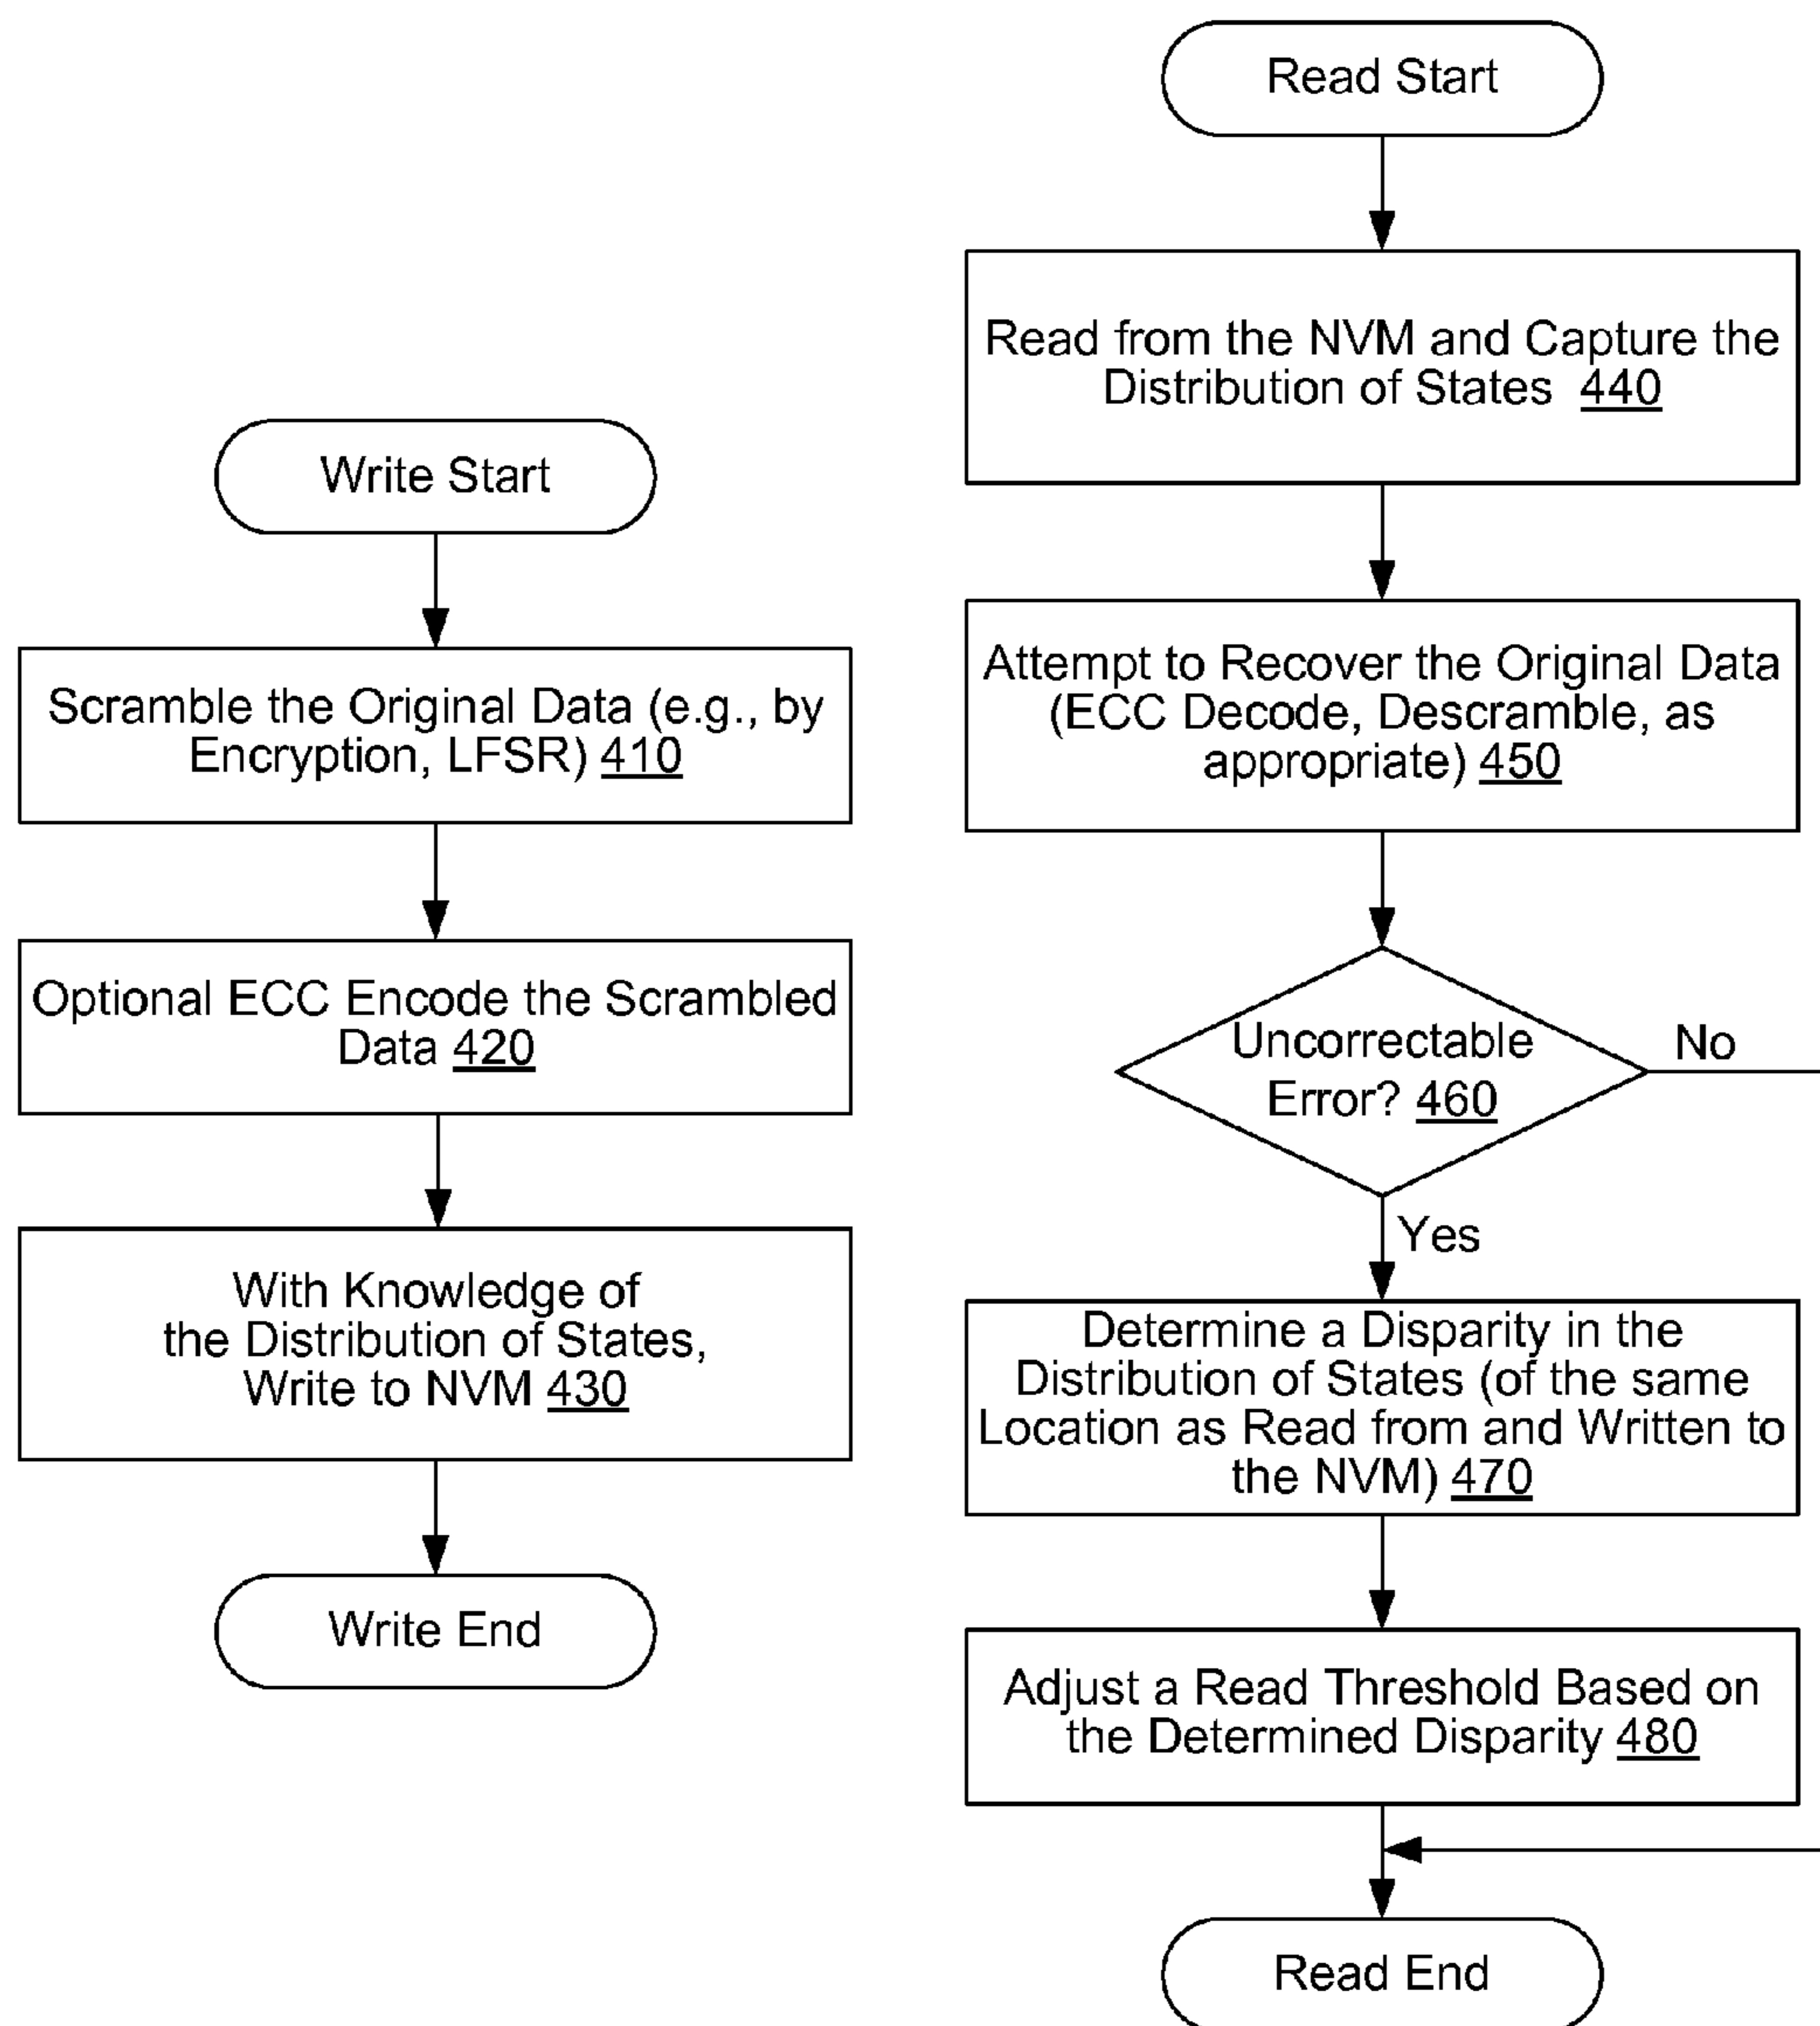 Write Start
Scramble the Original Data (e.g., by
Encryption, LFSR) 410
Optional ECC Encode the Scrambled
Data 420
With Knowledge of
the Distribution of States,
Write to NVM 430
Write End
Read Start
Read from the NVM and Capture the
Distribution of States 440
Attempt to Recover the Original Data
(ECC Decode, Descramble, as
appropriate) 450
Uncorrectable
Error? 460
No
Yes
Determine a Disparity in the
Distribution of States (of the same
Location as Read from and Written to
the NVM) 470
Adjust a Read Threshold Based on
the Determined Disparity 480
Read End